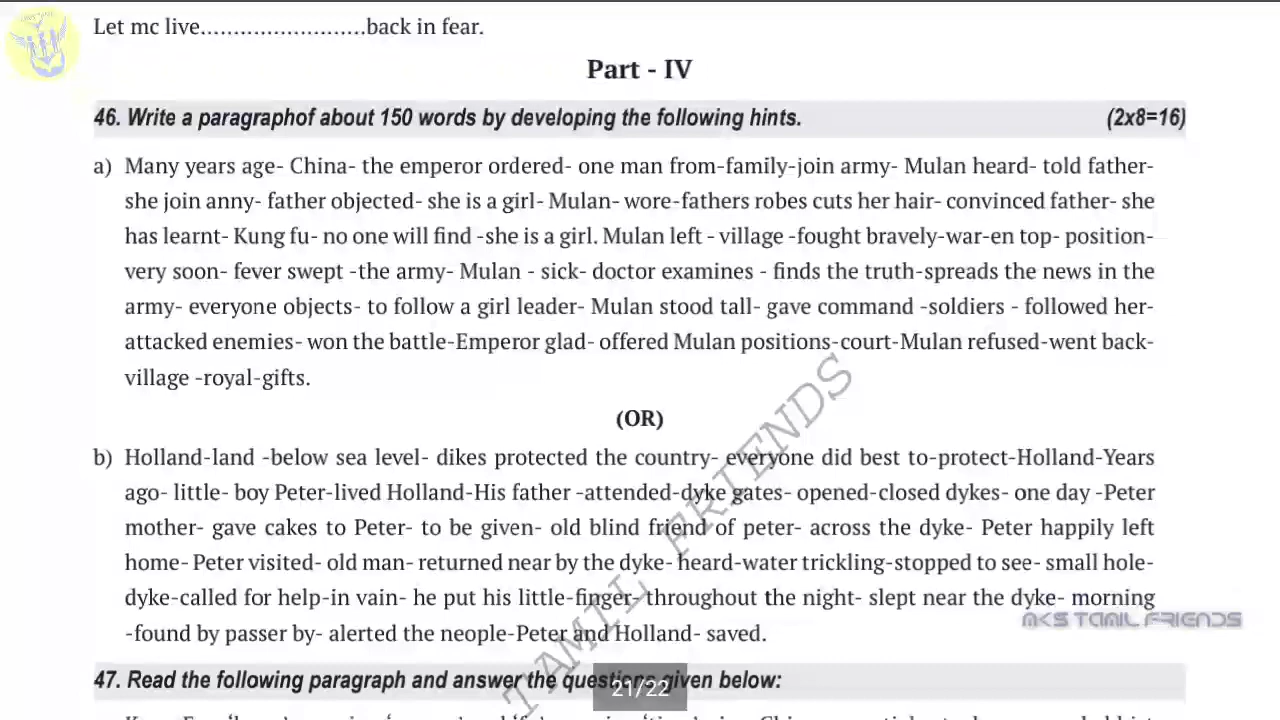 Let mc live.........................back in fear.
Part - IV
46. Write a paragraphof about 150 words by developing the following hints. (2x8=16)
a) Many years age- China- the emperor ordered- one man from-family-join army- Mulan heard- told father-
she join anny- father objected- she is a girl- Mulan- wore-fathers robes cuts her hair- convinced father- she
has learnt- Kung fu- no one will find -she is a girl. Mulan left - village -fought bravely-war-en top- position-
very soon- fever swept -the army- Mulan - sick- doctor examines - finds the truth-spreads the news in the
army- everyone objects- to follow a girl leader- Mulan stood tall- gave command -soldiers - followed her-
attacked enemies- won the battle-Emperor glad- offered Mulan positions-court-Mulan refused-went back-
village -royal-gifts.
(OR)
b) Holland-land -below sea level- dikes protected the country- everyone did best to-protect-Holland-Years
ago- little- boy Peter-lived Holland-His father -attended-dyke gates- opened-closed dykes- one day -Peter
mother- gave cakes to Peter- to be given- old blind friend of peter- across the dyke- Peter happily left
home- Peter visited- old man- returned near by the dyke- heard-water trickling-stopped to see- small hole-
dyke-called for help-in vain- he put his little-finger- throughout the night- slept near the dyke- morning
-found by passer by- alerted the neople-Peter and Holland- saved.
TAMIL FRIENDS
MKS TAMIL FRIENDS
47. Read the following paragraph and answer the questions given below:
21/22